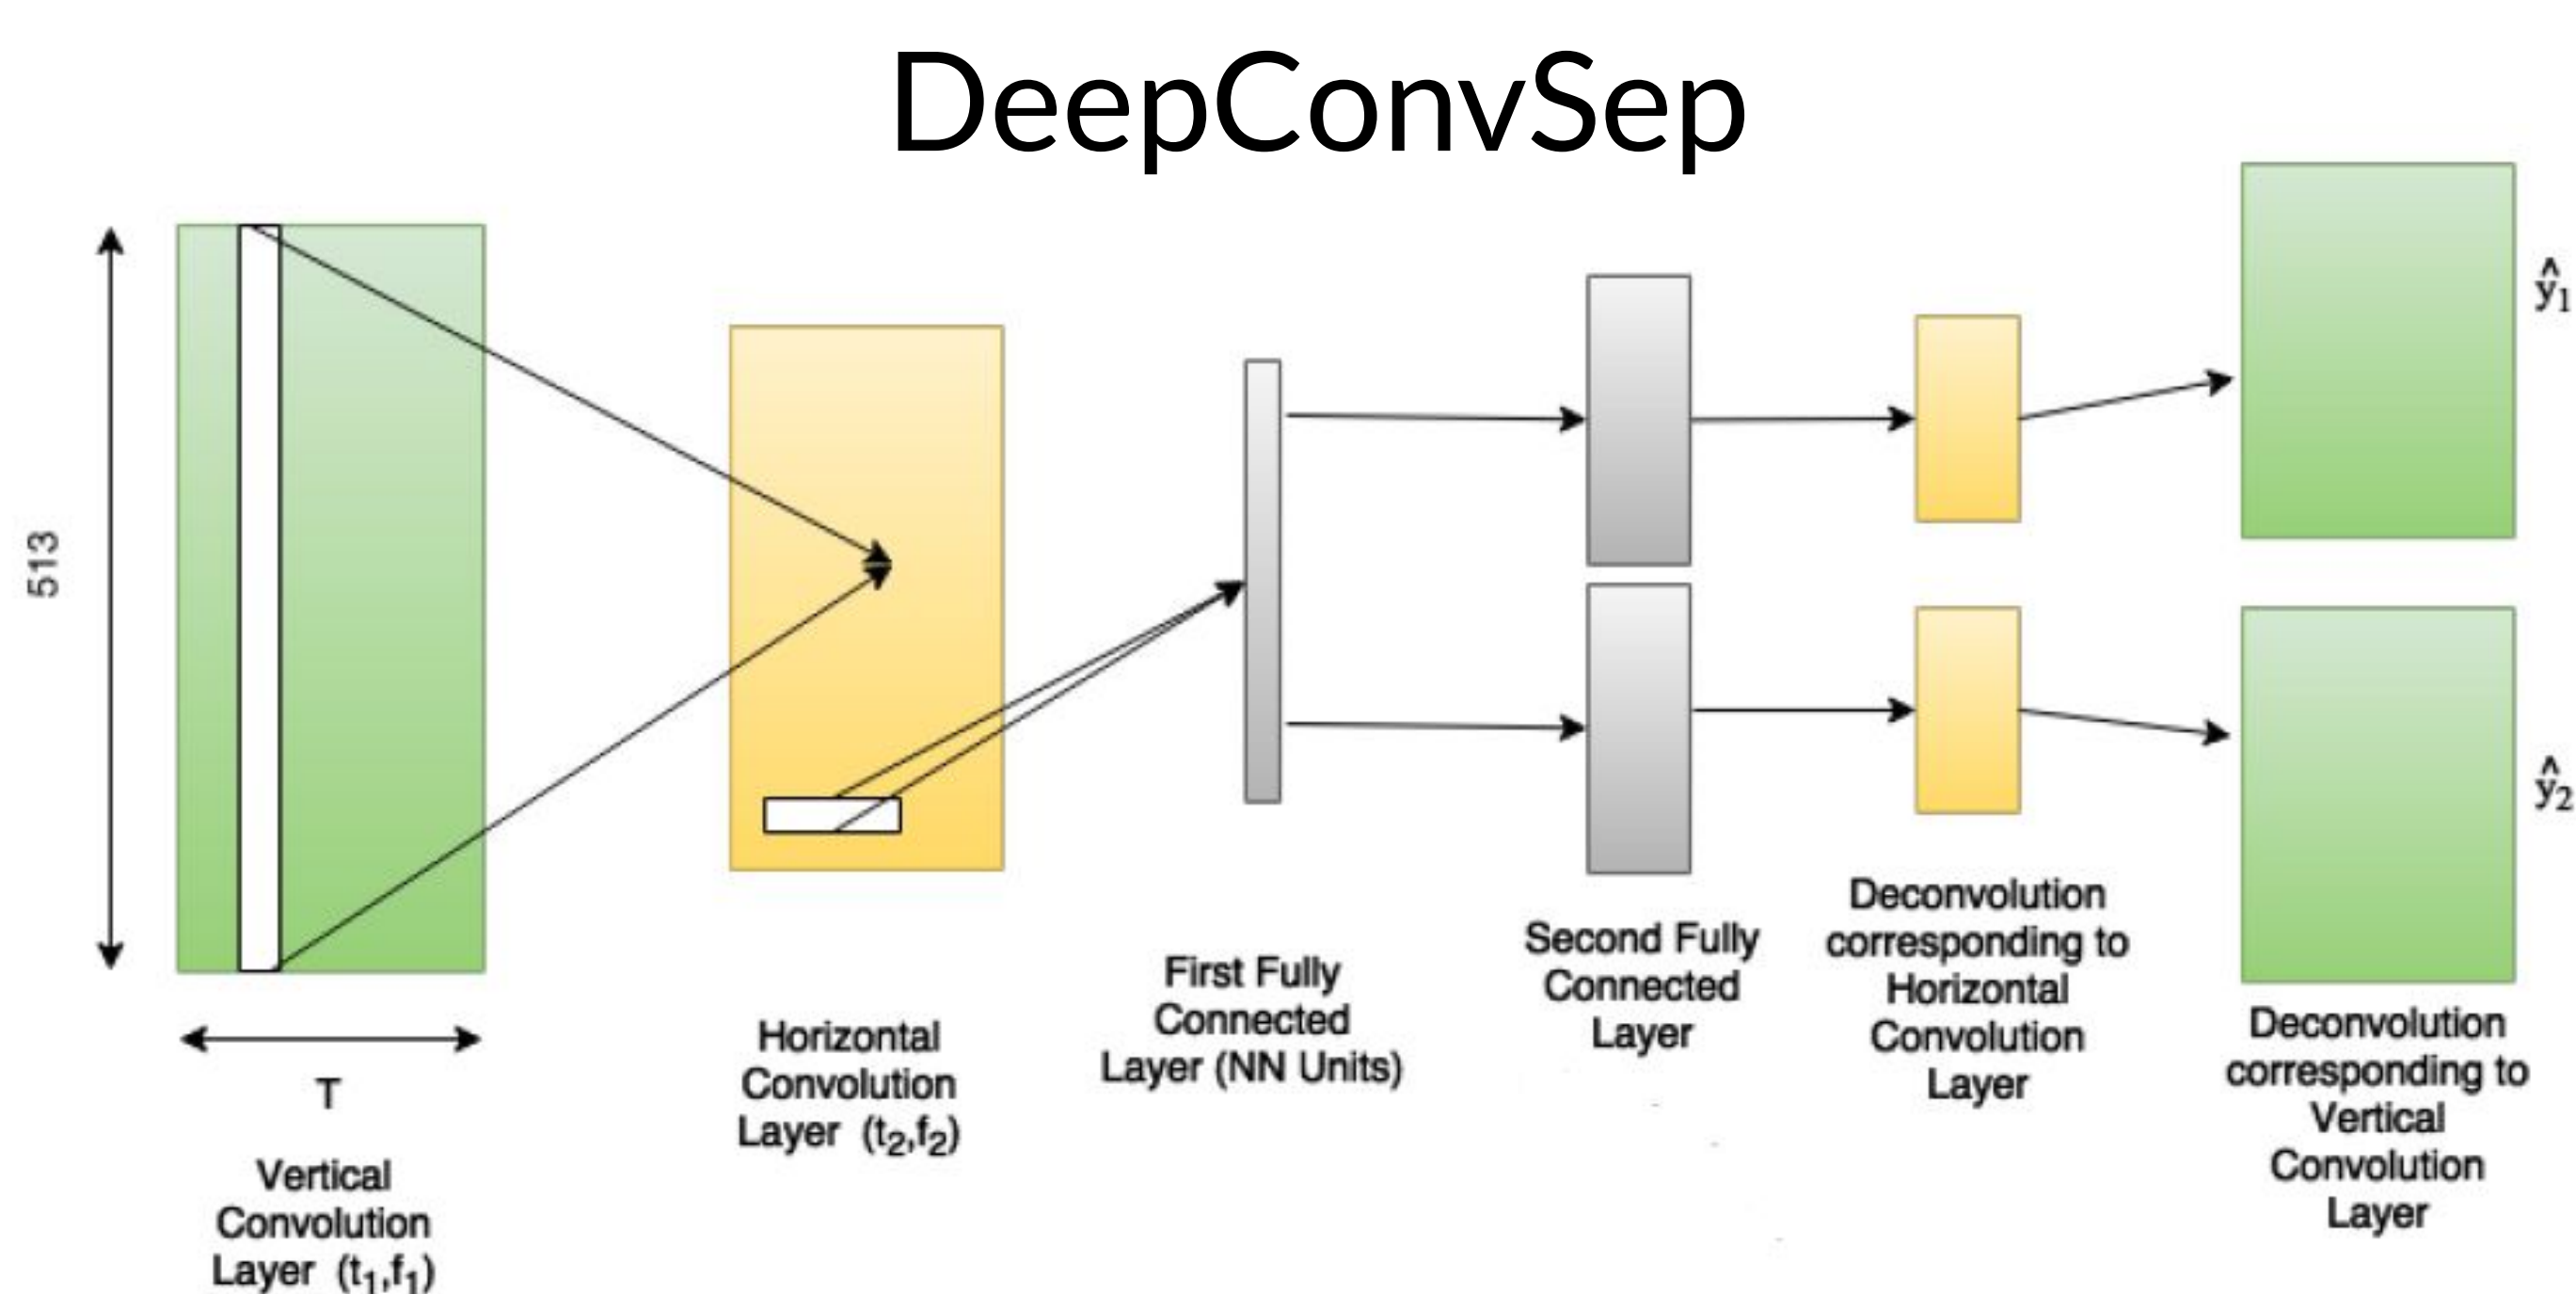 DeepConvSep
513
T
Vertical
Convolution
Layer (t₁,f₁)
Horizontal
Convolution
Layer (t₂,f₂)
First Fully
Connected
Layer (NN Units)
Second Fully
Connected
Layer
Deconvolution
corresponding to
Horizontal
Convolution
Layer
Deconvolution
corresponding to
Vertical
Convolution
Layer
ŷ₁
ŷ₂